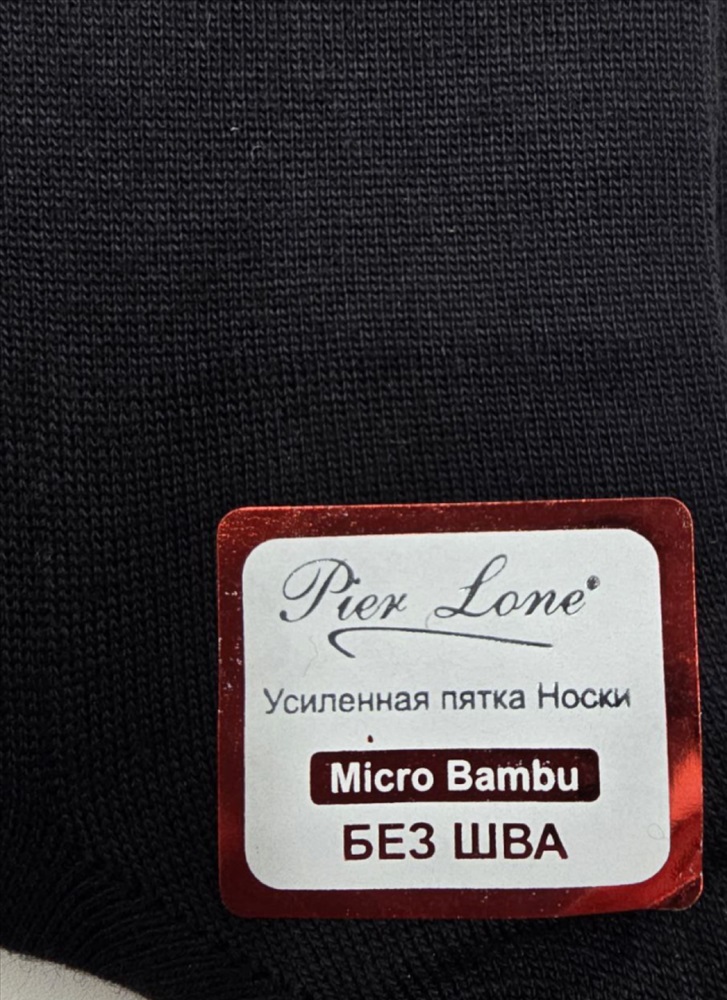 Pier Lone®
Усиленная пятка Носки
Micro Bambu
БЕЗ ШВА